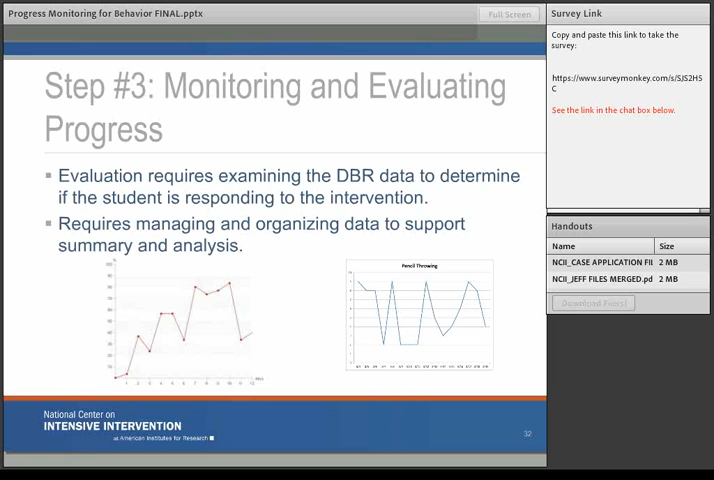 Progress Monitoring for Behavior FINAL.pptx
Full Screen
Step #3: Monitoring and Evaluating
Progress
Evaluation requires examining the DBR data to determine
if the student is responding to the intervention.
Requires managing and organizing data to support
summary and analysis.
Pencil Throwing
National Center on
INTENSIVE INTERVENTION
at American Institutes for Research
32
Survey Link
Copy and paste this link to take the
survey:
https://www.surveymonkey.com/s/SJS2HS
C
See the link in the chat box below.
Handouts
Name Size
NCII_CASE APPLICATION FII 2 MB
NCII_JEFF FILES MERGED.pd 2 MB
Download File(s)